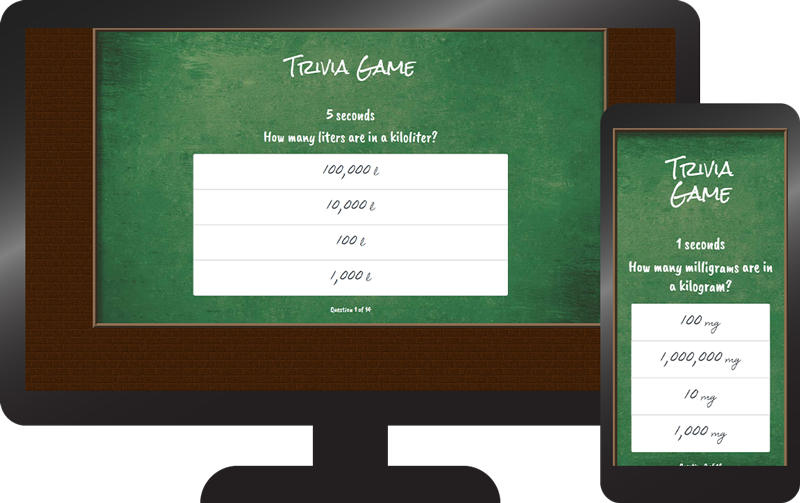 Trivia Game
5 seconds
How many liters are in a kiloliter?
100,000 ℓ
10,000 ℓ
100 ℓ
1,000 ℓ
Question 1 of 14
Trivia
Game
1 seconds
How many milligrams are in
a kilogram?
100 mg
1,000,000 mg
10 mg
1,000 mg